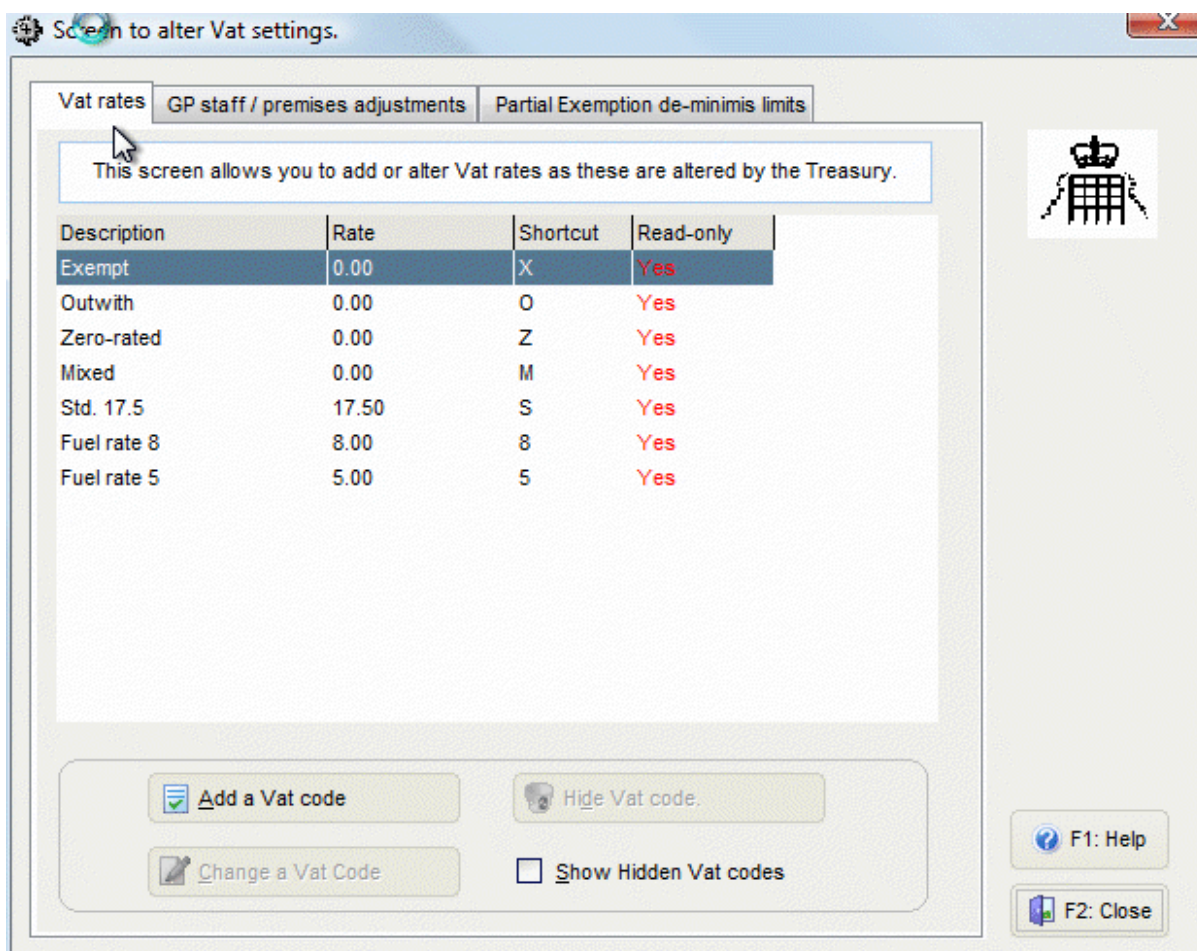 Screen to alter Vat settings.
Vat rates GP staff / premises adjustments Partial Exemption de-minimis limits
This screen allows you to add or alter Vat rates as these are altered by the Treasury.
Description Rate Shortcut Read-only
Exempt 0.00 X Yes
Outwith 0.00 O Yes
Zero-rated 0.00 Z Yes
Mixed 0.00 M Yes
Std. 17.5 17.50 S Yes
Fuel rate 8 8.00 8 Yes
Fuel rate 5 5.00 5 Yes
Add a Vat code Hide Vat code.
Change a Vat Code Show Hidden Vat codes
F1: Help
F2: Close